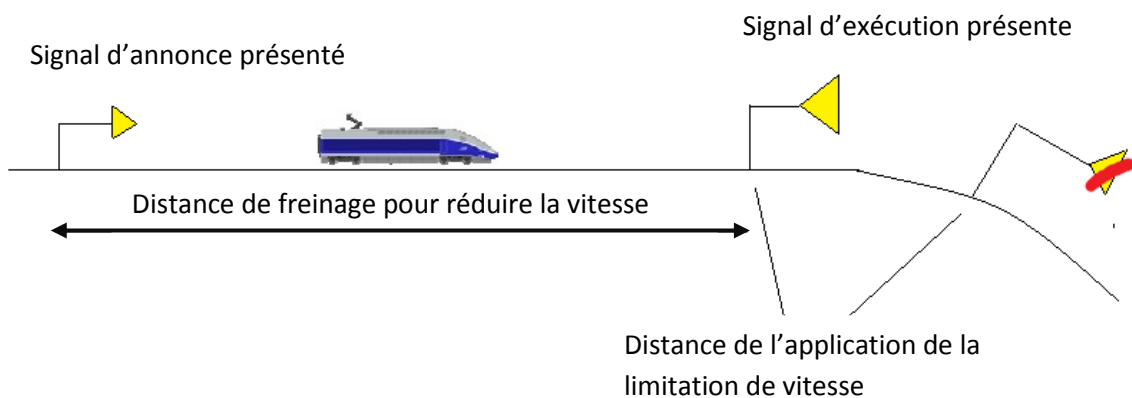 Signal d’annonce présenté
Signal d’exécution présente
Distance de freinage pour réduire la vitesse
Distance de l’application de la
limitation de vitesse